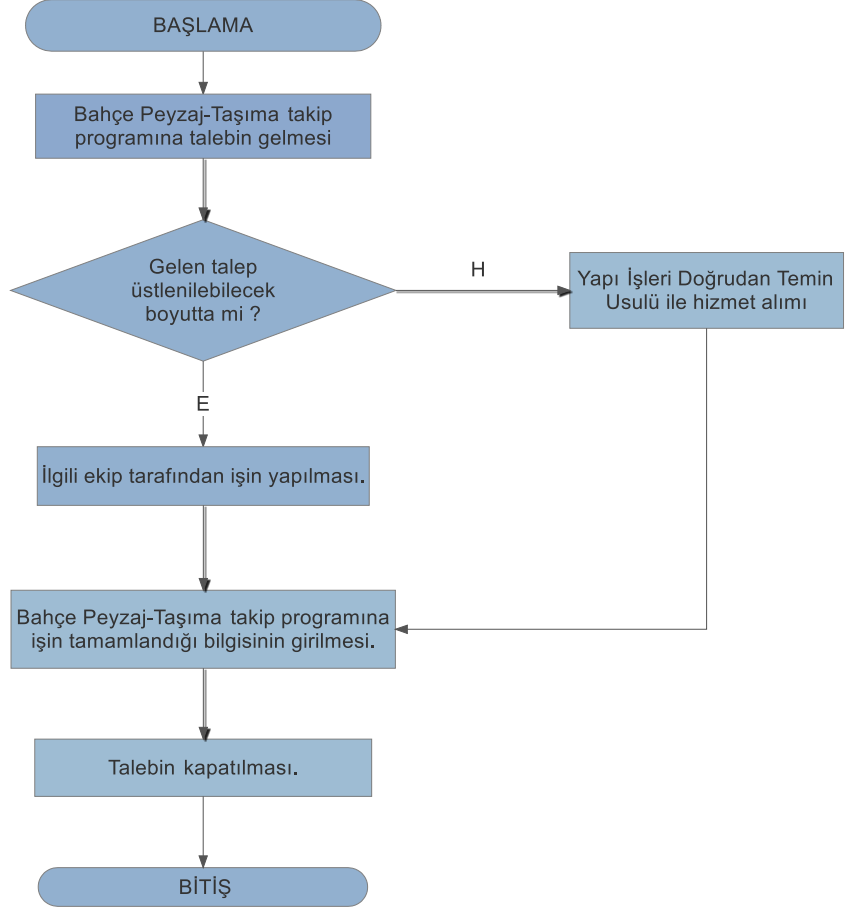 BAŞLAMA
Bahçe Peyzaj-Taşıma takip
programına talebin gelmesi
Gelen talep
üstlenilebilecek
boyutta mi ?
H
Yapı İşleri Doğrudan Temin
Usulü ile hizmet alımı
E
İlgili ekip tarafından işin yapılması.
Bahçe Peyzaj-Taşıma takip programına
işin tamamlandığı bilgisinin girilmesi.
Talebin kapatılması.
BİTİŞ